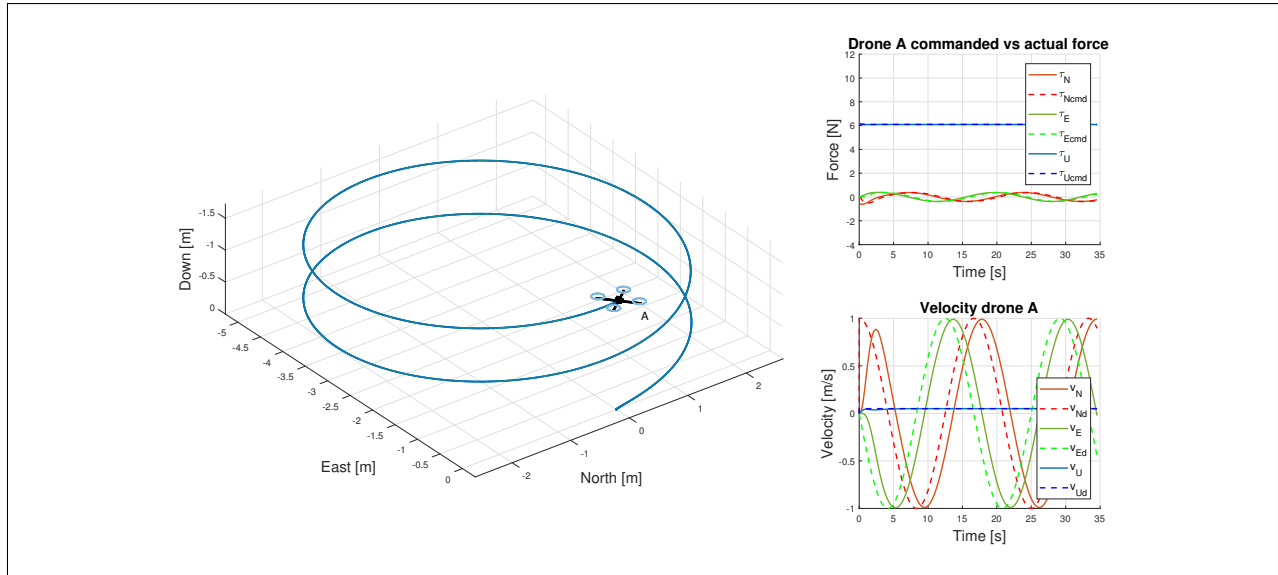 Down [m]
-1.5
-1
-0.5
0
-5
-4.5
-4
-3.5
-3
-2.5
-2
-1.5
-1
-0.5
0
East [m]
-2
-1
0
1
2
North [m]
A
Drone A commanded vs actual force
Force [N]
12
10
8
6
4
2
0
-2
-4
0 5 10 15 20 25 30 35
Time [s]
τN
τNcmd
τE
τEcmd
τU
τUcmd
Velocity drone A
Velocity [m/s]
1
0.5
0
-0.5
-1
0 5 10 15 20 25 30 35
Time [s]
vN
vNd
vE
vEd
vU
vUd